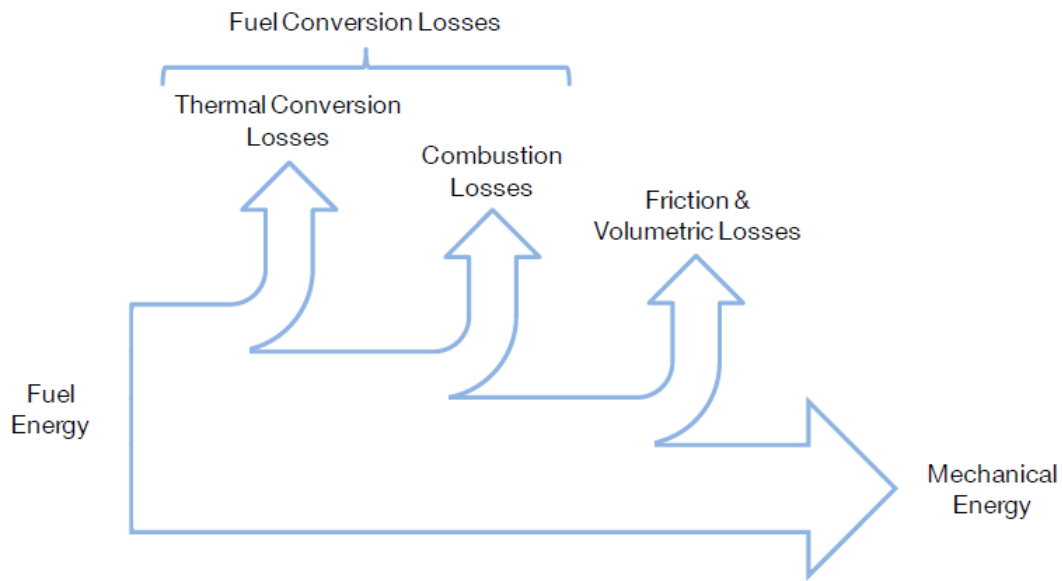 Fuel Conversion Losses
Thermal Conversion
Losses
Combustion
Losses
Friction &
Volumetric Losses
Fuel
Energy
Mechanical
Energy